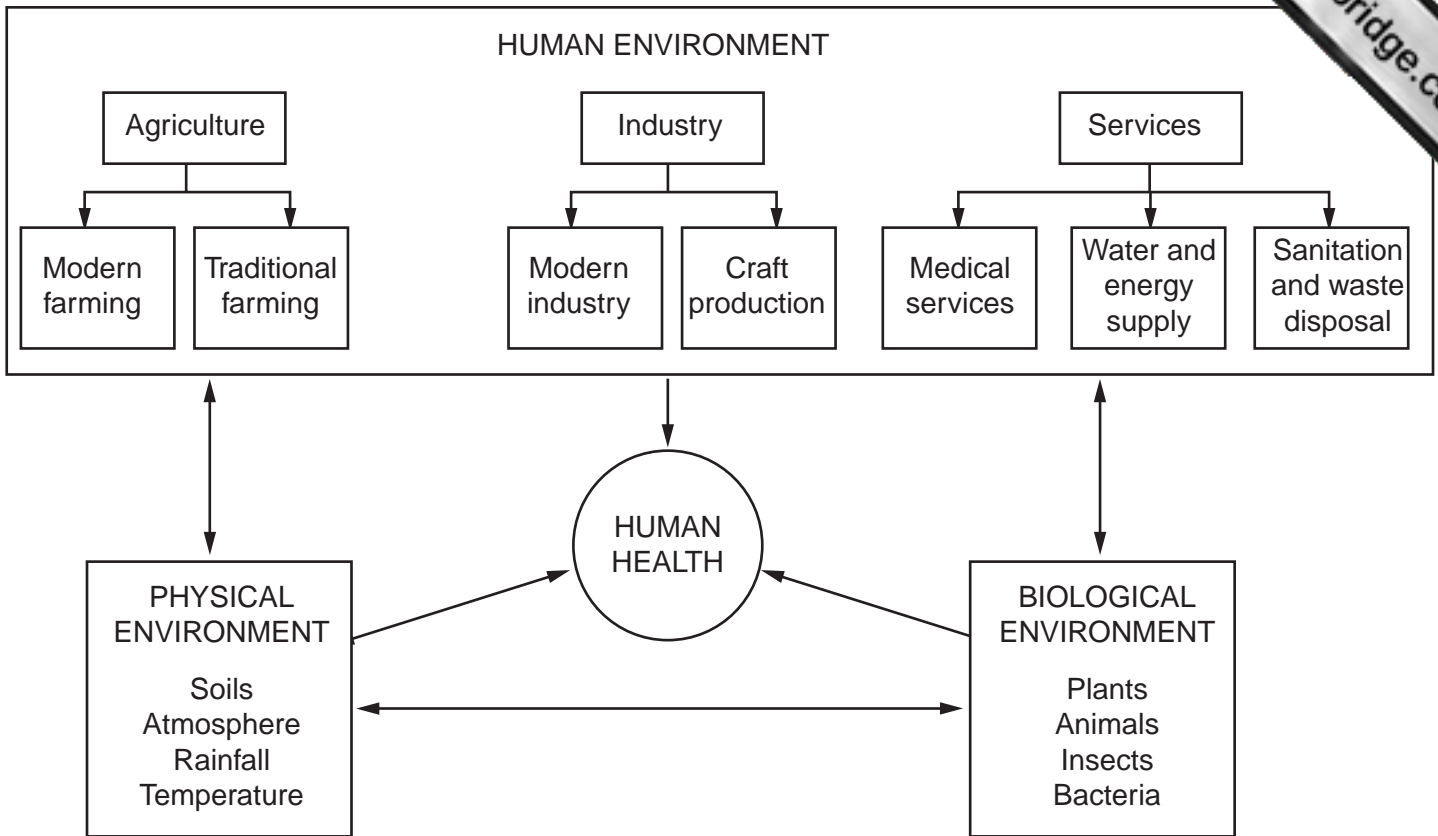 HUMAN ENVIRONMENT
Agriculture
Industry
Services
Modern
farming
Traditional
farming
Modern
industry
Craft
production
Medical
services
Water and
energy
supply
Sanitation
and waste
disposal
HUMAN
HEALTH
PHYSICAL
ENVIRONMENT
Soils
Atmosphere
Rainfall
Temperature
BIOLOGICAL
ENVIRONMENT
Plants
Animals
Insects
Bacteria